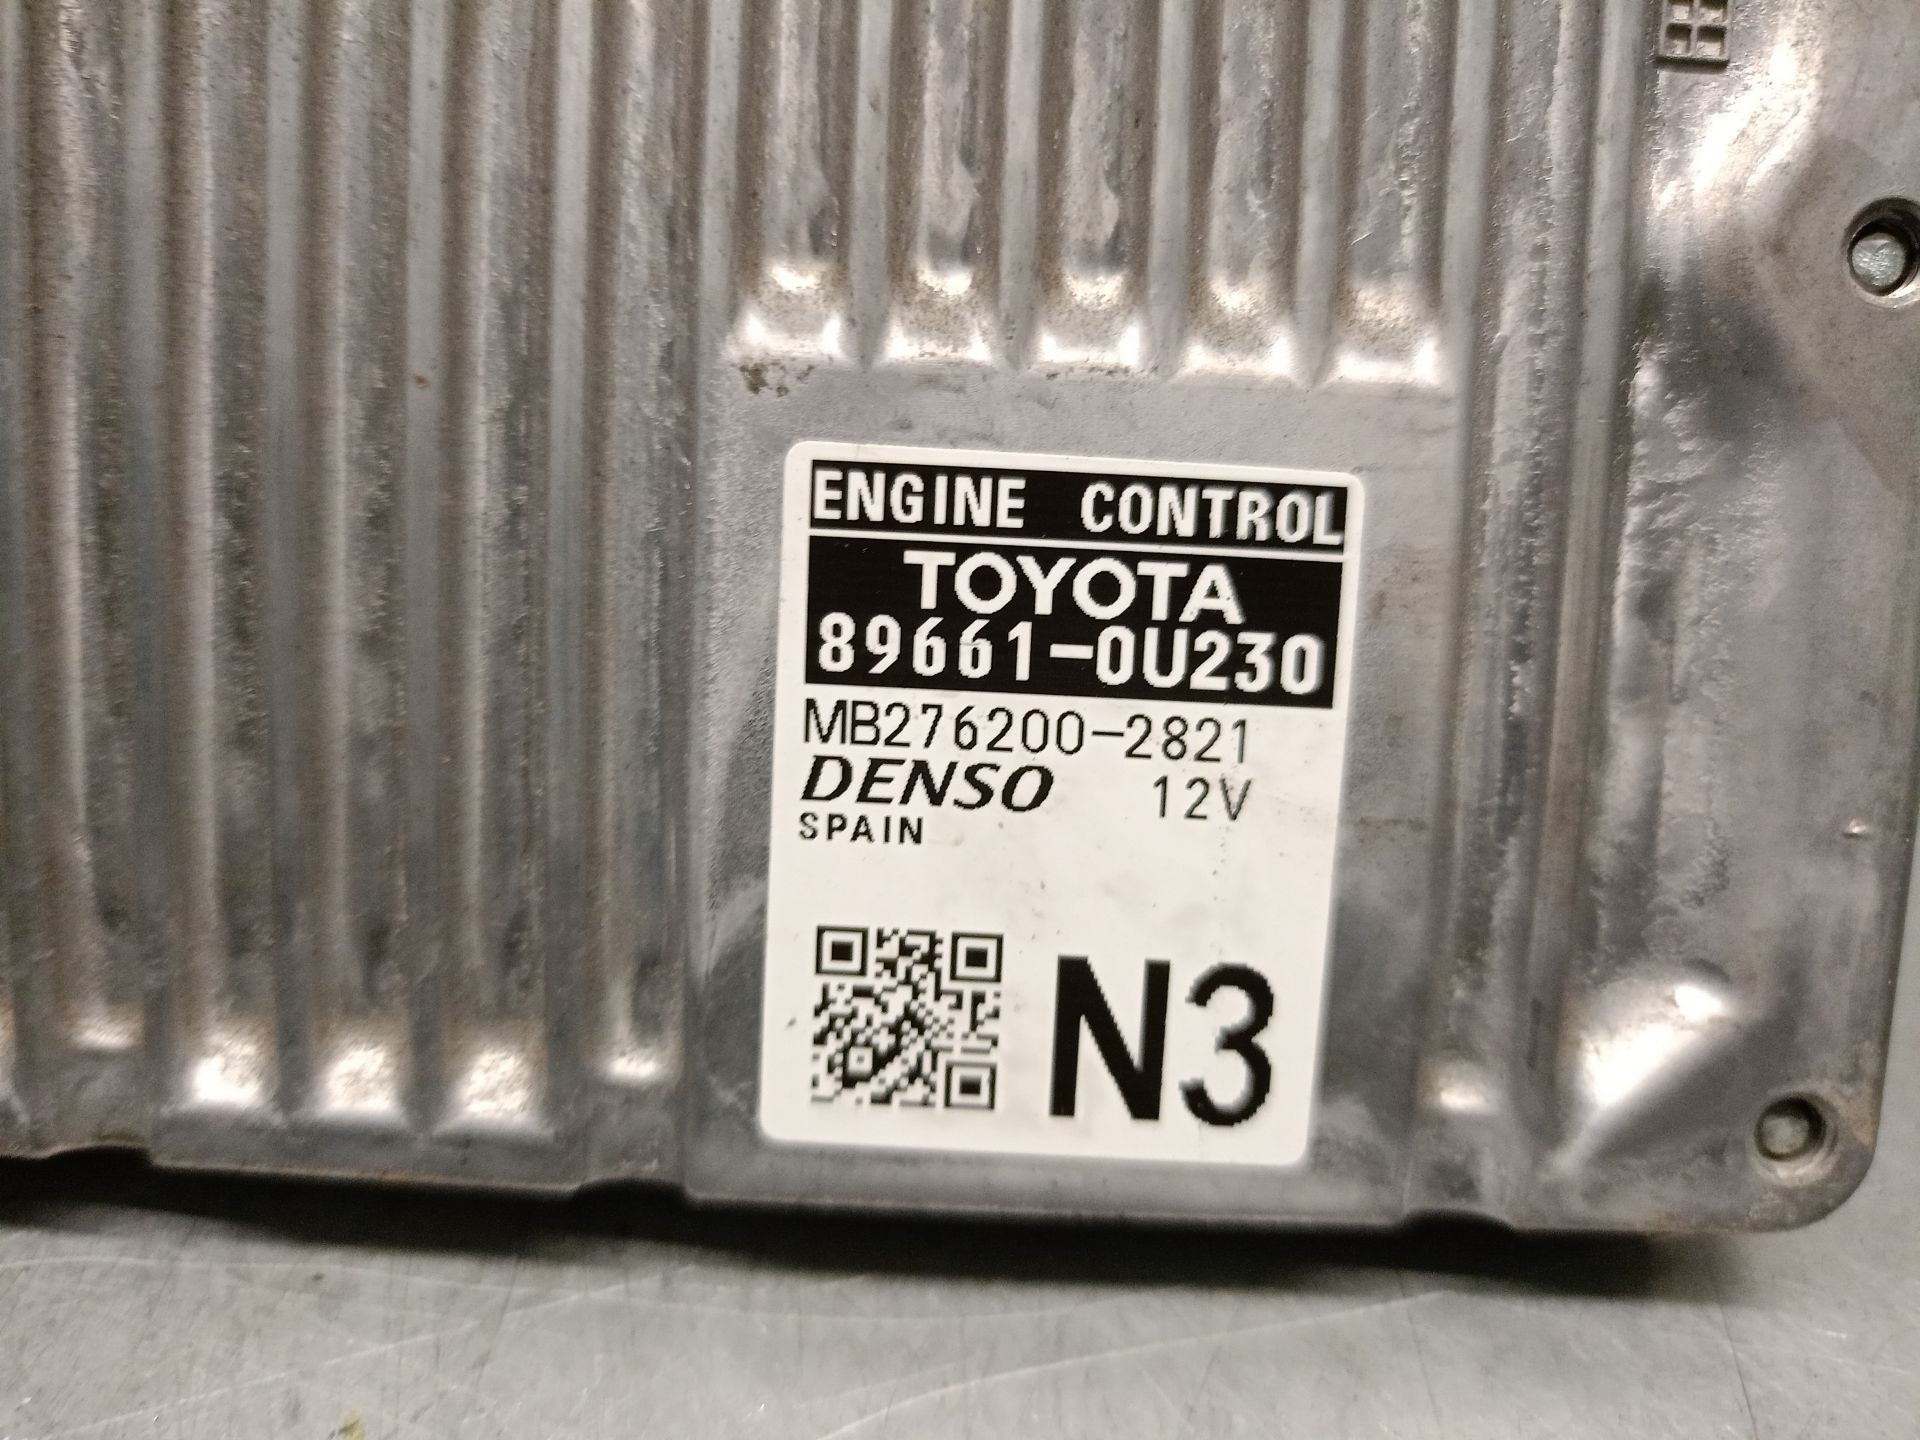 ENGINE CONTROL
TOYOTA
89661-0U230
MB276200-2821
DENSO 12V
SPAIN
N3